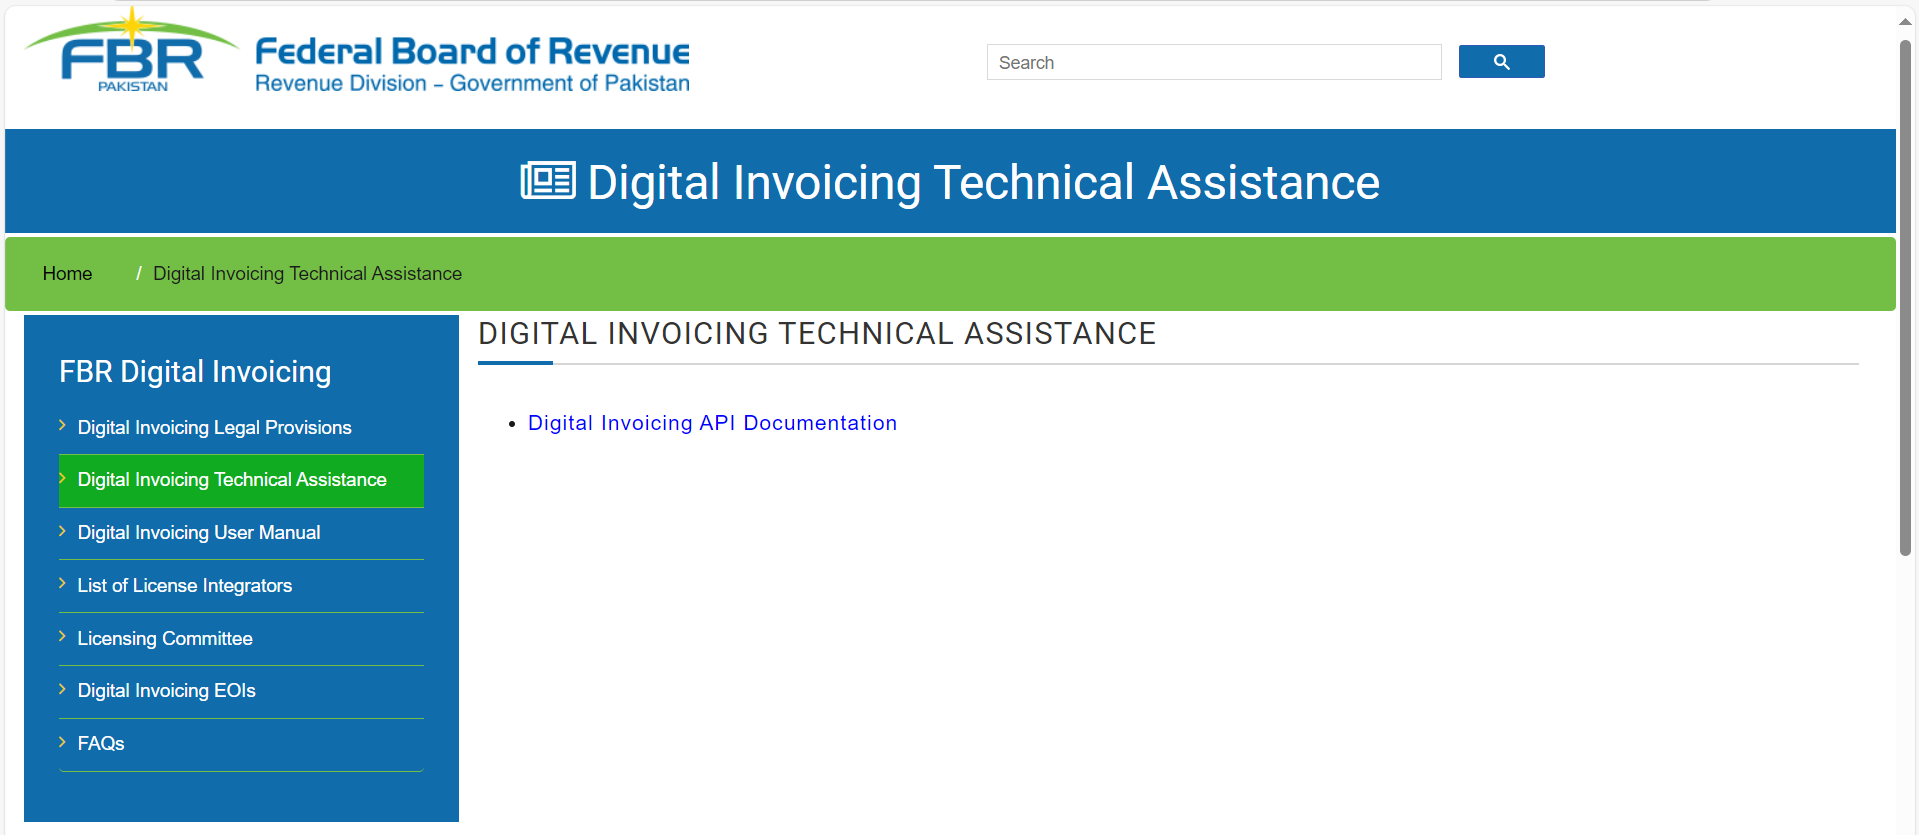 FBR
PAKISTAN
Federal Board of Revenue
Revenue Division – Government of Pakistan
Search
Digital Invoicing Technical Assistance
Home / Digital Invoicing Technical Assistance
FBR Digital Invoicing
Digital Invoicing Legal Provisions
Digital Invoicing Technical Assistance
Digital Invoicing User Manual
List of License Integrators
Licensing Committee
Digital Invoicing EOIs
FAQs
DIGITAL INVOICING TECHNICAL ASSISTANCE
• Digital Invoicing API Documentation